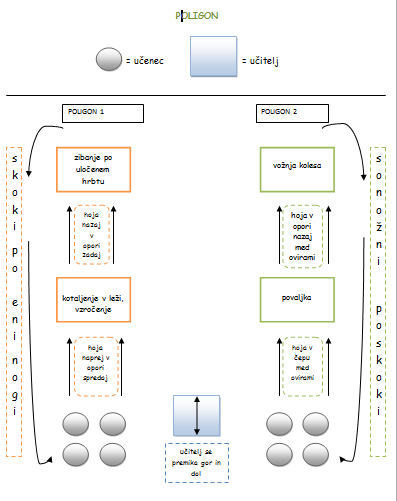 POLIGON
= učenec
= učitelj
POLIGON 1
POLIGON 2
skoki po eni nogi
zibanje po
uločenem
hrbtu
hoja
nazaj
v
opori
zadaj
kotaljenje v leži,
vzročenje
hoja
naprej v
opori
spredaj
učitelj se
premika gor in
dol
vožnja kolesa
hoja v
opori
nazaj
med
ovirami
povaljka
hoja v
čepu
med
ovirami
sonožni poskoki